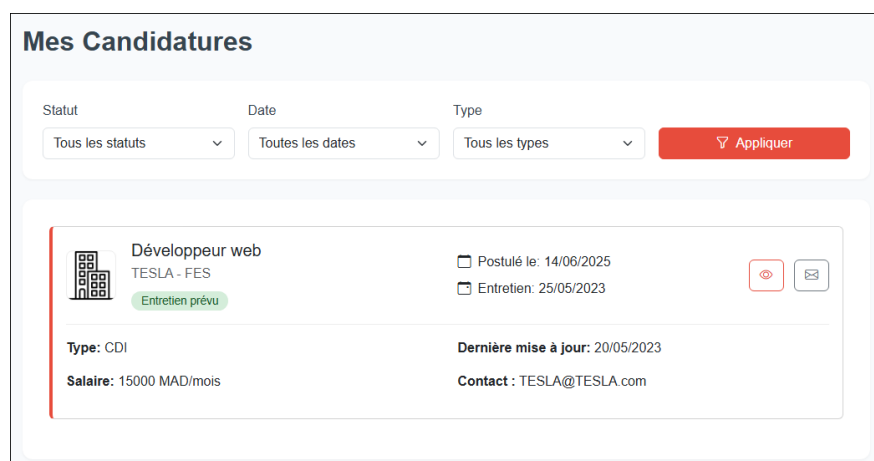 Mes Candidatures
Statut
Date
Type
Tous les statuts
Toutes les dates
Tous les types
Appliquer
Développeur web
TESLA - FES
Entretien prévu
Postulé le: 14/06/2025
Entretien: 25/05/2023
Type: CDI
Dernière mise à jour: 20/05/2023
Salaire: 15000 MAD/mois
Contact : TESLA@TESLA.com